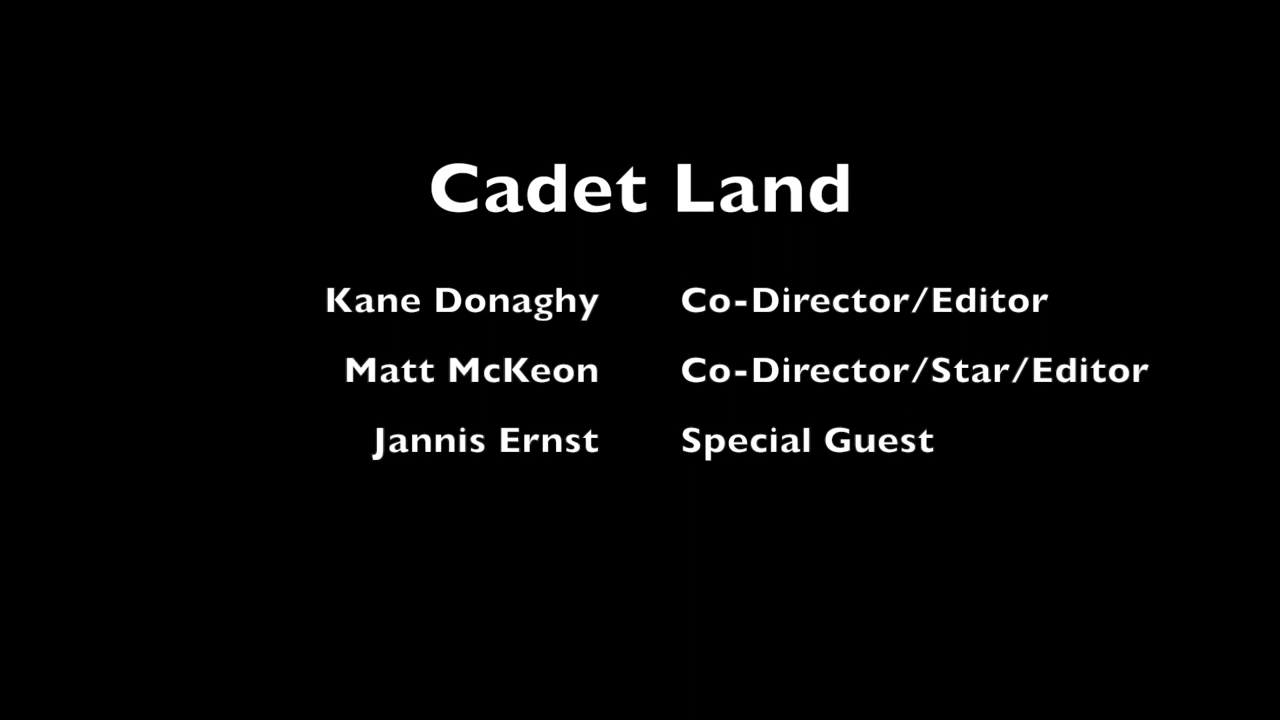 Cadet Land
Kane Donaghy Co-Director/Editor
Matt McKeon Co-Director/Star/Editor
Jannis Ernst Special Guest